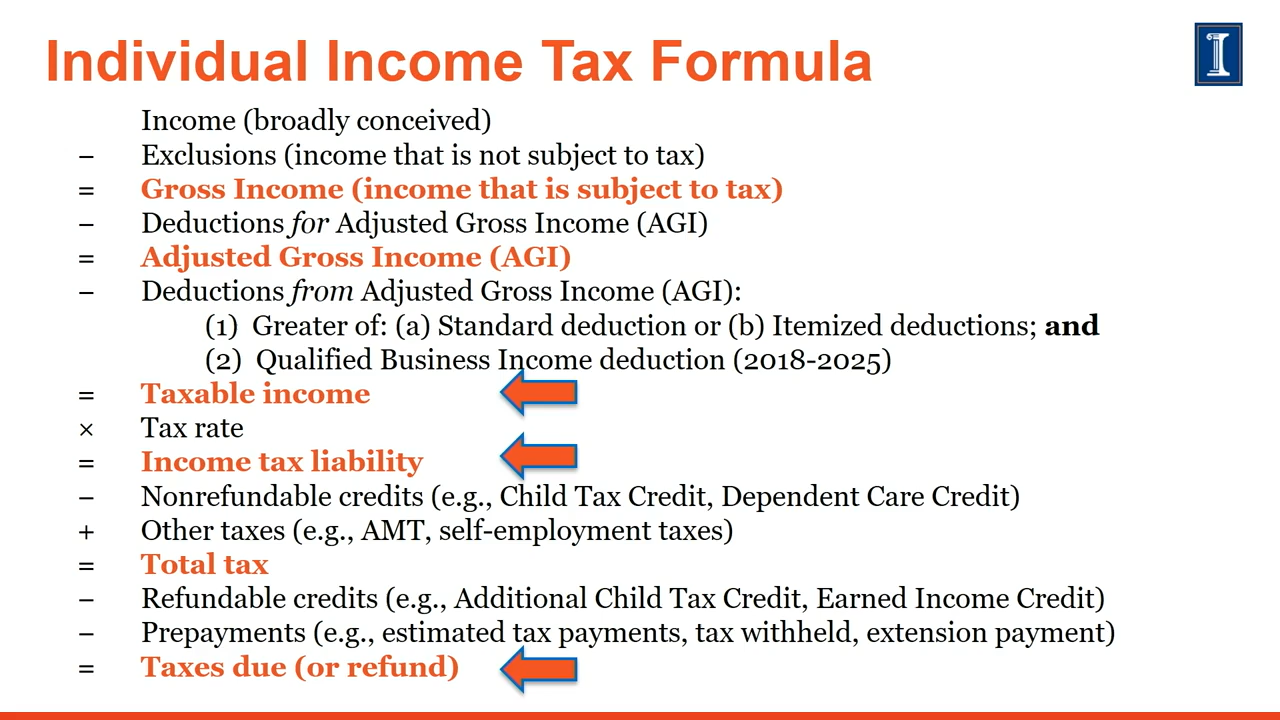 Individual Income Tax Formula
I
Income (broadly conceived)
– Exclusions (income that is not subject to tax)
= Gross Income (income that is subject to tax)
– Deductions for Adjusted Gross Income (AGI)
= Adjusted Gross Income (AGI)
– Deductions from Adjusted Gross Income (AGI):
(1) Greater of: (a) Standard deduction or (b) Itemized deductions; and
(2) Qualified Business Income deduction (2018-2025)
= Taxable income
× Tax rate
= Income tax liability
– Nonrefundable credits (e.g., Child Tax Credit, Dependent Care Credit)
+ Other taxes (e.g., AMT, self-employment taxes)
= Total tax
– Refundable credits (e.g., Additional Child Tax Credit, Earned Income Credit)
– Prepayments (e.g., estimated tax payments, tax withheld, extension payment)
= Taxes due (or refund)